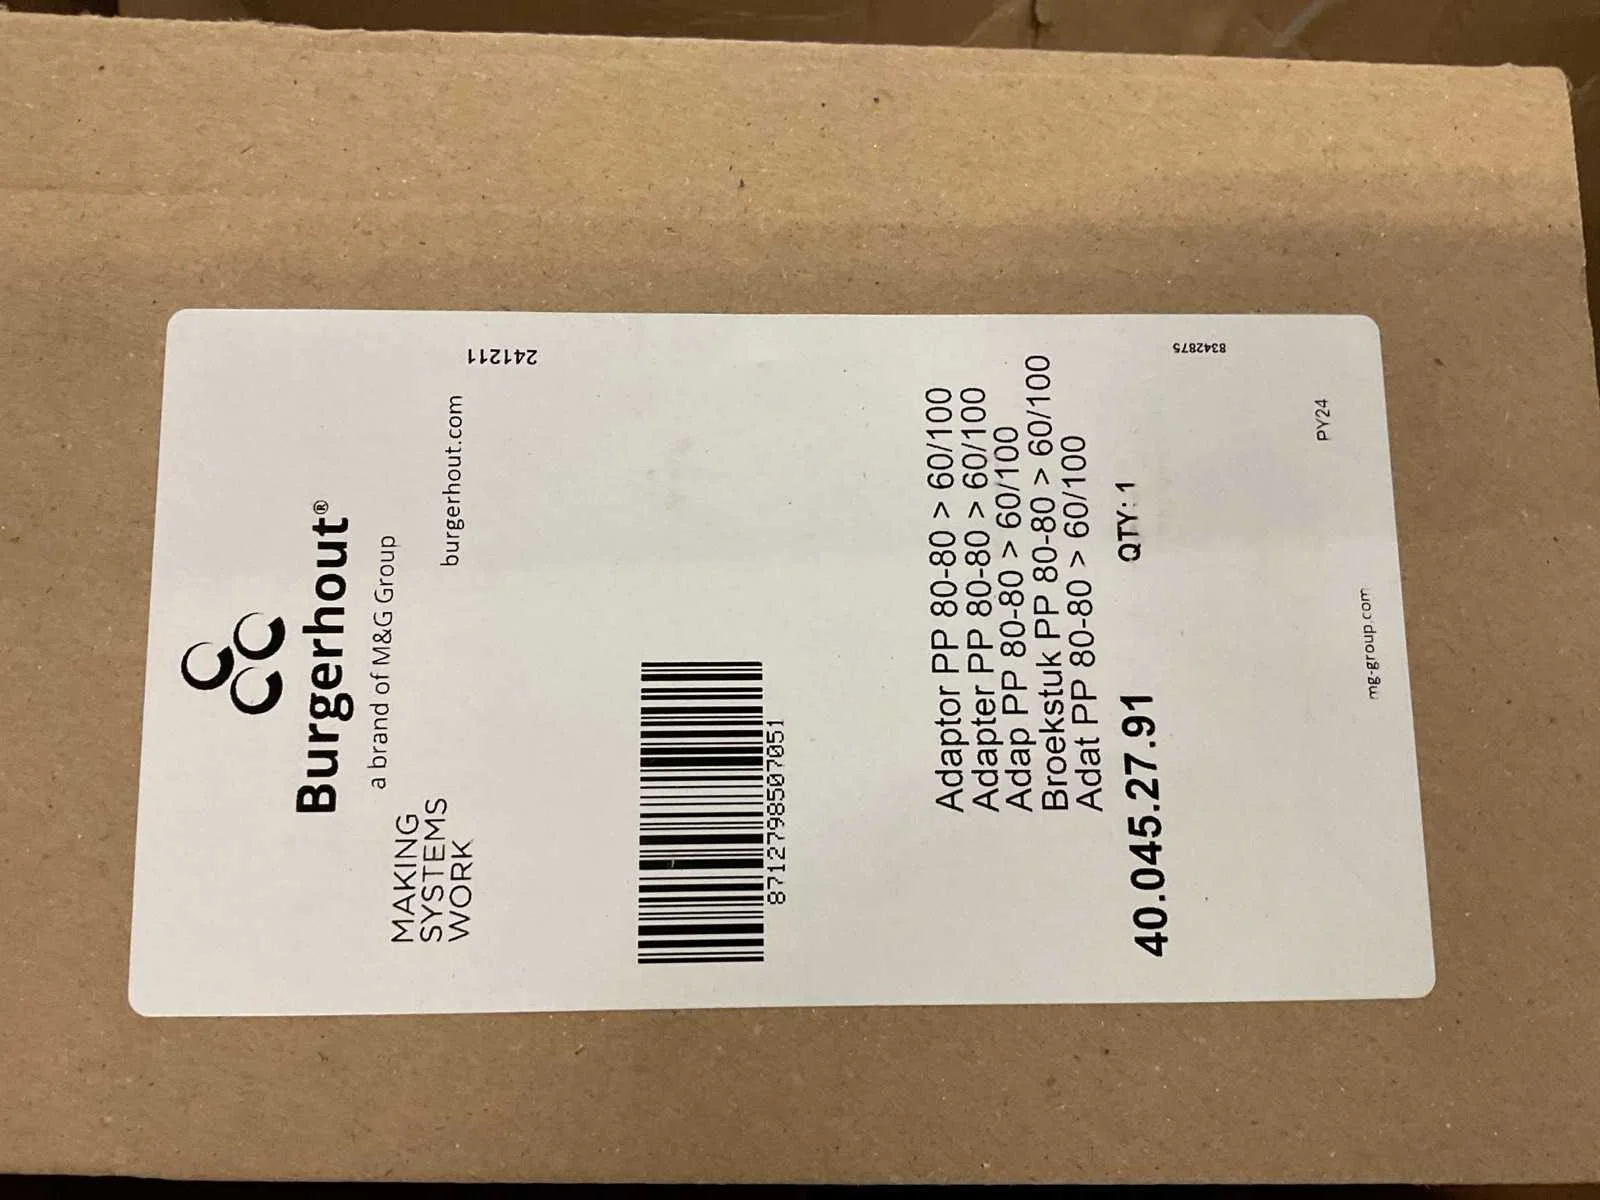 Burgerhout®
a brand of M&G Group
MAKING
SYSTEMS
WORK
burgerhout.com
241211
8712798507051
Adaptor PP 80-80 > 60/100
Adapter PP 80-80 > 60/100
Adap PP 80-80 > 60/100
Broekstuk PP 80-80 > 60/100
Adat PP 80-80 > 60/100
40.045.27.91 QTY: 1
8342875
PY24
mg-group.com